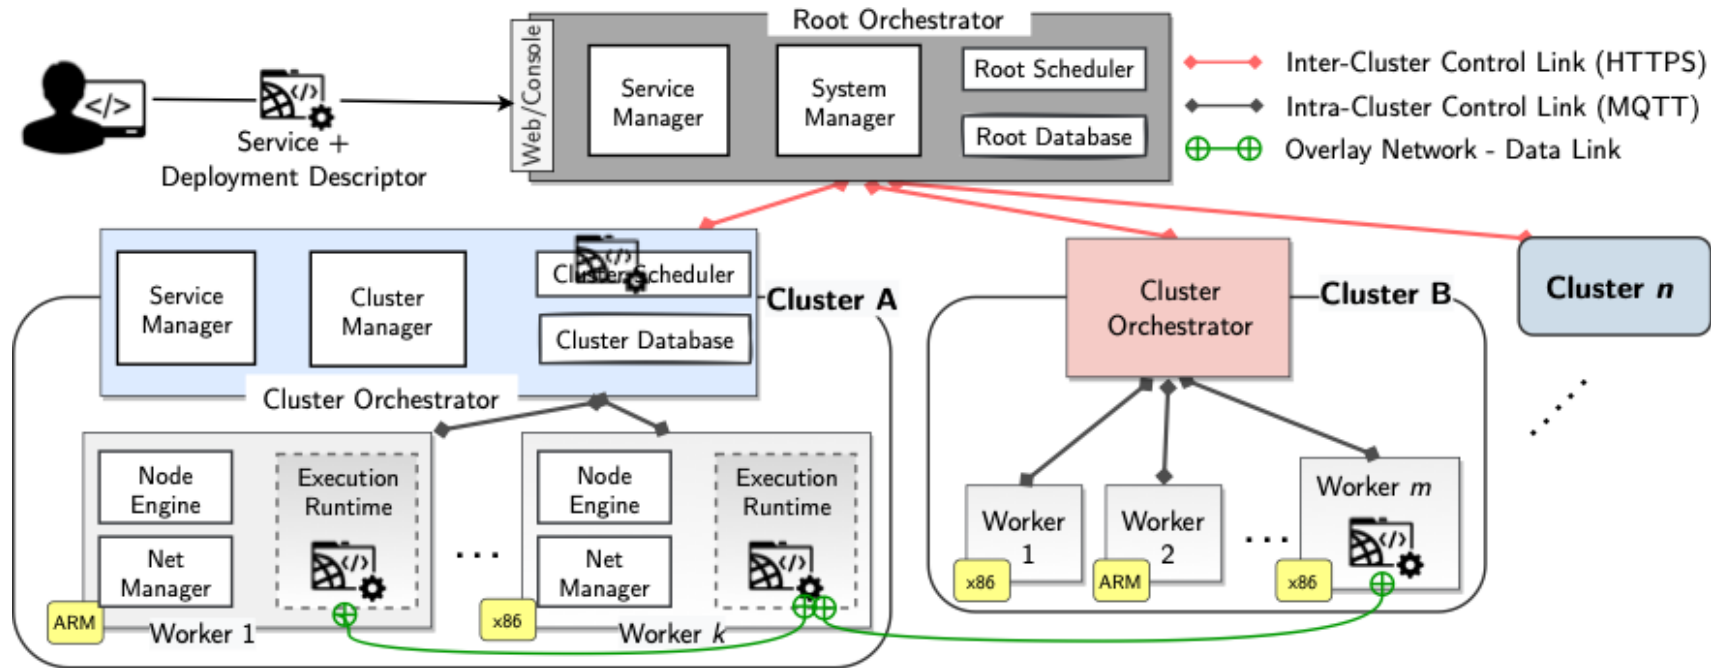 Root Orchestrator
Web/Console
Service
Manager
System
Manager
Root Scheduler
Root Database
Inter-Cluster Control Link (HTTPS)
Intra-Cluster Control Link (MQTT)
Overlay Network - Data Link
</>
</>
Service +
Deployment Descriptor
Service
Manager
Cluster
Manager
</>
Cluster Scheduler
Cluster Database
Cluster A
Cluster Orchestrator
Node
Engine
Net
Manager
Execution
Runtime
</>
ARM
Worker 1
...
Node
Engine
Net
Manager
Execution
Runtime
</>
x86
Worker k
Cluster
Orchestrator
Cluster B
Worker
1
x86
Worker
2
ARM
...
Worker m
</>
x86
Cluster n